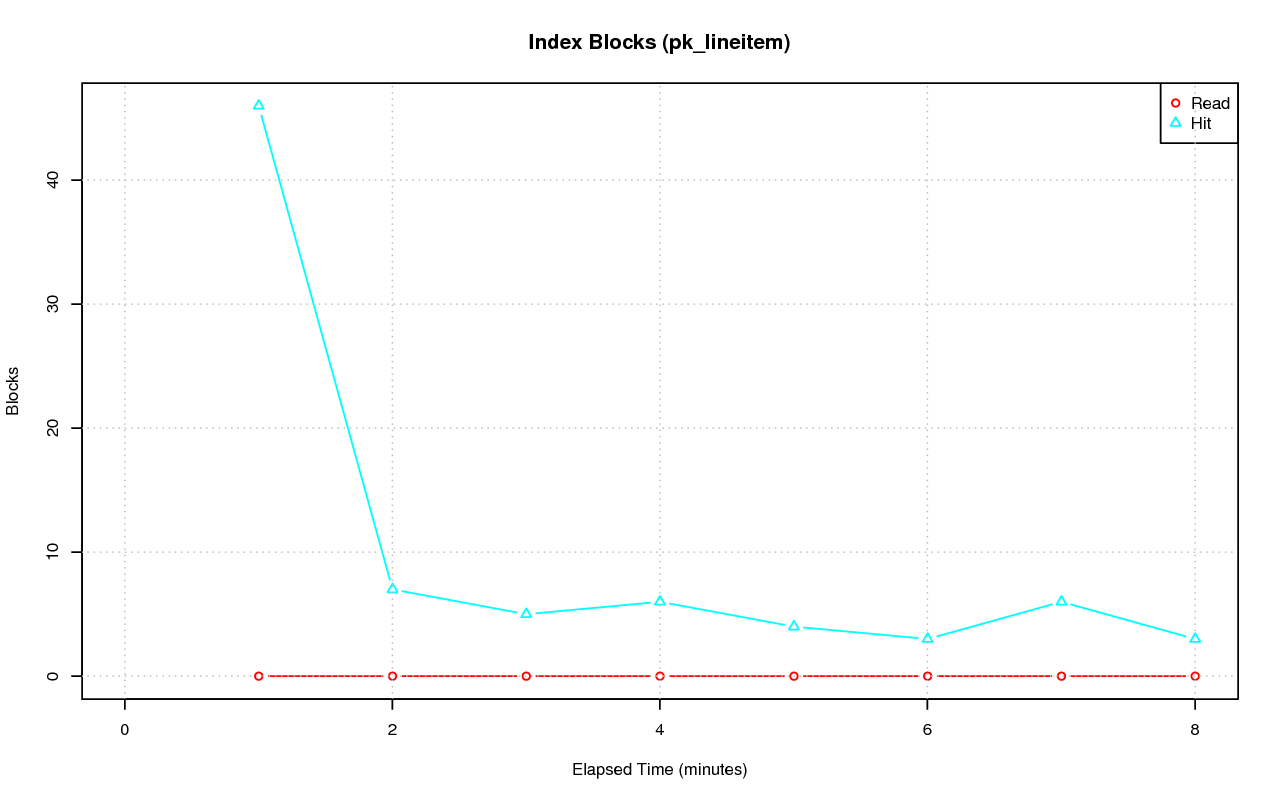 Index Blocks (pk_lineitem)
Read
Hit
Blocks
40
30
20
10
0
0 2 4 6 8
Elapsed Time (minutes)